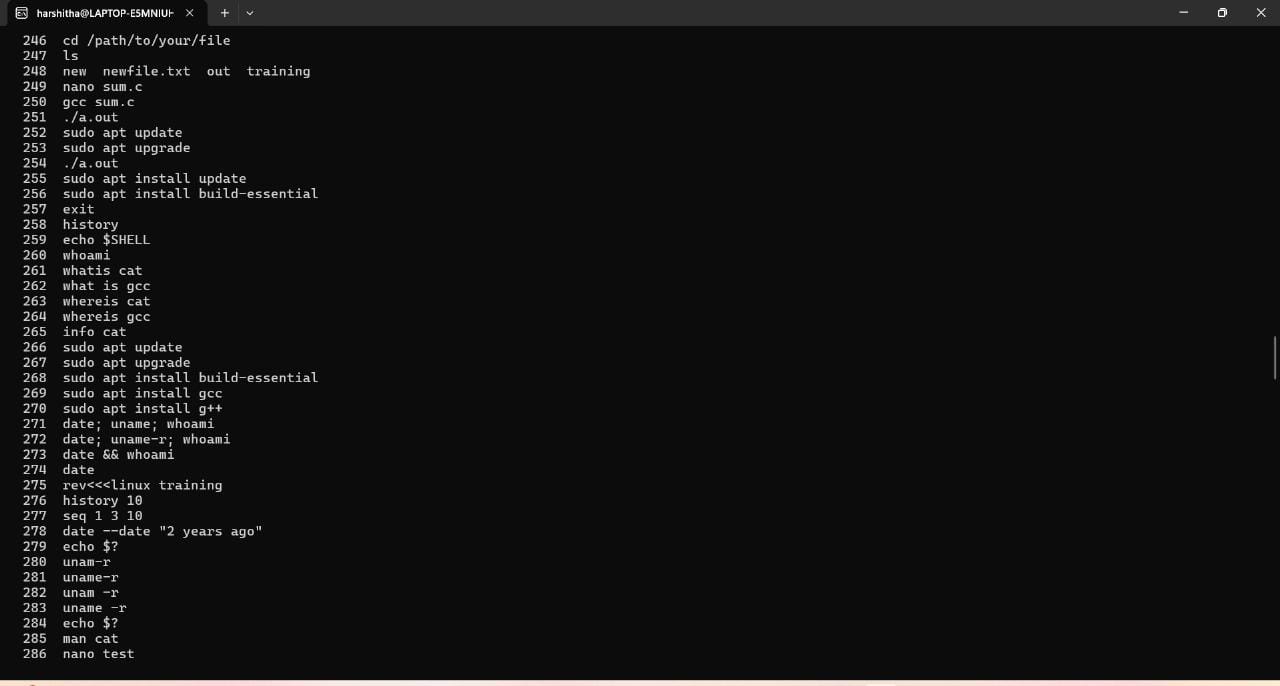 harshitha@LAPTOP-E5MNIUH
246 cd /path/to/your/file
247 ls
248 new newfile.txt out training
249 nano sum.c
250 gcc sum.c
251 ./a.out
252 sudo apt update
253 sudo apt upgrade
254 ./a.out
255 sudo apt install update
256 sudo apt install build-essential
257 exit
258 history
259 echo $SHELL
260 whoami
261 whatis cat
262 what is gcc
263 whereis cat
264 whereis gcc
265 info cat
266 sudo apt update
267 sudo apt upgrade
268 sudo apt install build-essential
269 sudo apt install gcc
270 sudo apt install g++
271 date; uname; whoami
272 date; uname-r; whoami
273 date && whoami
274 date
275 rev<<<linux training
276 history 10
277 seq 1 3 10
278 date --date "2 years ago"
279 echo $?
280 unam-r
281 uname-r
282 unam -r
283 uname -r
284 echo $?
285 man cat
286 nano test